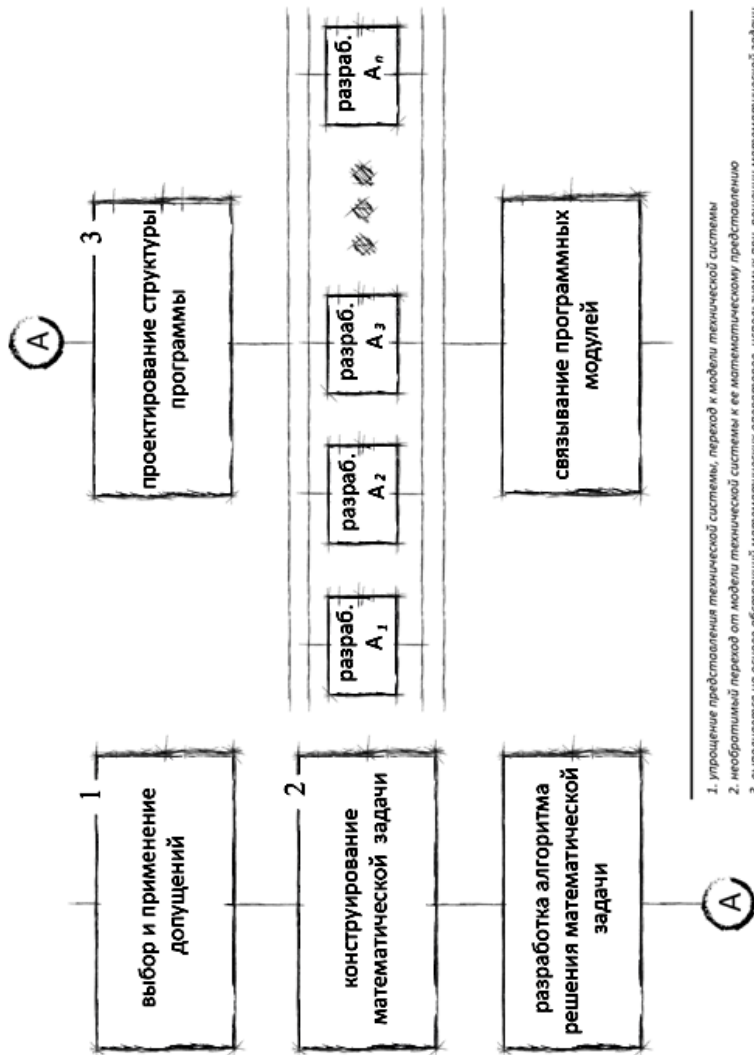 1
выбор и применение
допущений
2
конструирование
математической задачи
разработка алгоритма
решения математической
задачи
A
A
3
проектирование структуры
программы
разраб.
A1
разраб.
A2
разраб.
A3
разраб.
An
связывание программных
модулей
1. упрощение представления технической системы, переход к модели технической системы
2. необратимый переход от модели технической системы к ее математическому представлению